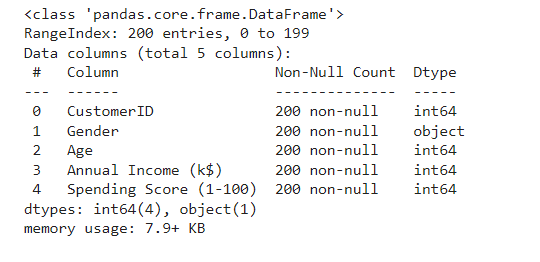 <class 'pandas.core.frame.DataFrame'>
RangeIndex: 200 entries, 0 to 199
Data columns (total 5 columns):
 #   Column                  Non-Null Count  Dtype
---  ------                  --------------  -----
 0   CustomerID              200 non-null    int64
 1   Gender                  200 non-null    object
 2   Age                     200 non-null    int64
 3   Annual Income (k$)      200 non-null    int64
 4   Spending Score (1-100)  200 non-null    int64
dtypes: int64(4), object(1)
memory usage: 7.9+ KB